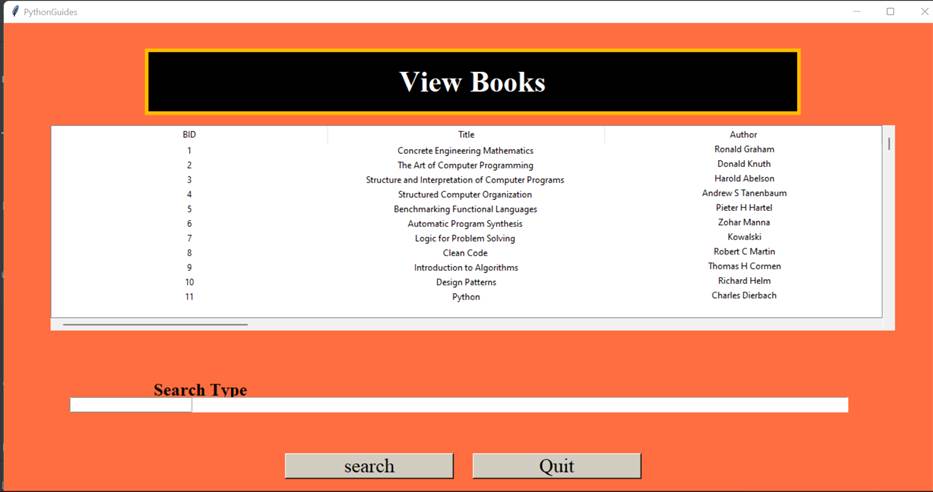 PythonGuides
View Books
BID Title Author
1 Concrete Engineering Mathematics Ronald Graham
2 The Art of Computer Programming Donald Knuth
3 Structure and Interpretation of Computer Programs Harold Abelson
4 Structured Computer Organization Andrew S Tanenbaum
5 Benchmarking Functional Languages Pieter H Hartel
6 Automatic Program Synthesis Zohar Manna
7 Logic for Problem Solving Kowalski
8 Clean Code Robert C Martin
9 Introduction to Algorithms Thomas H Cormen
10 Design Patterns Richard Helm
11 Python Charles Dierbach
Search Type
search Quit